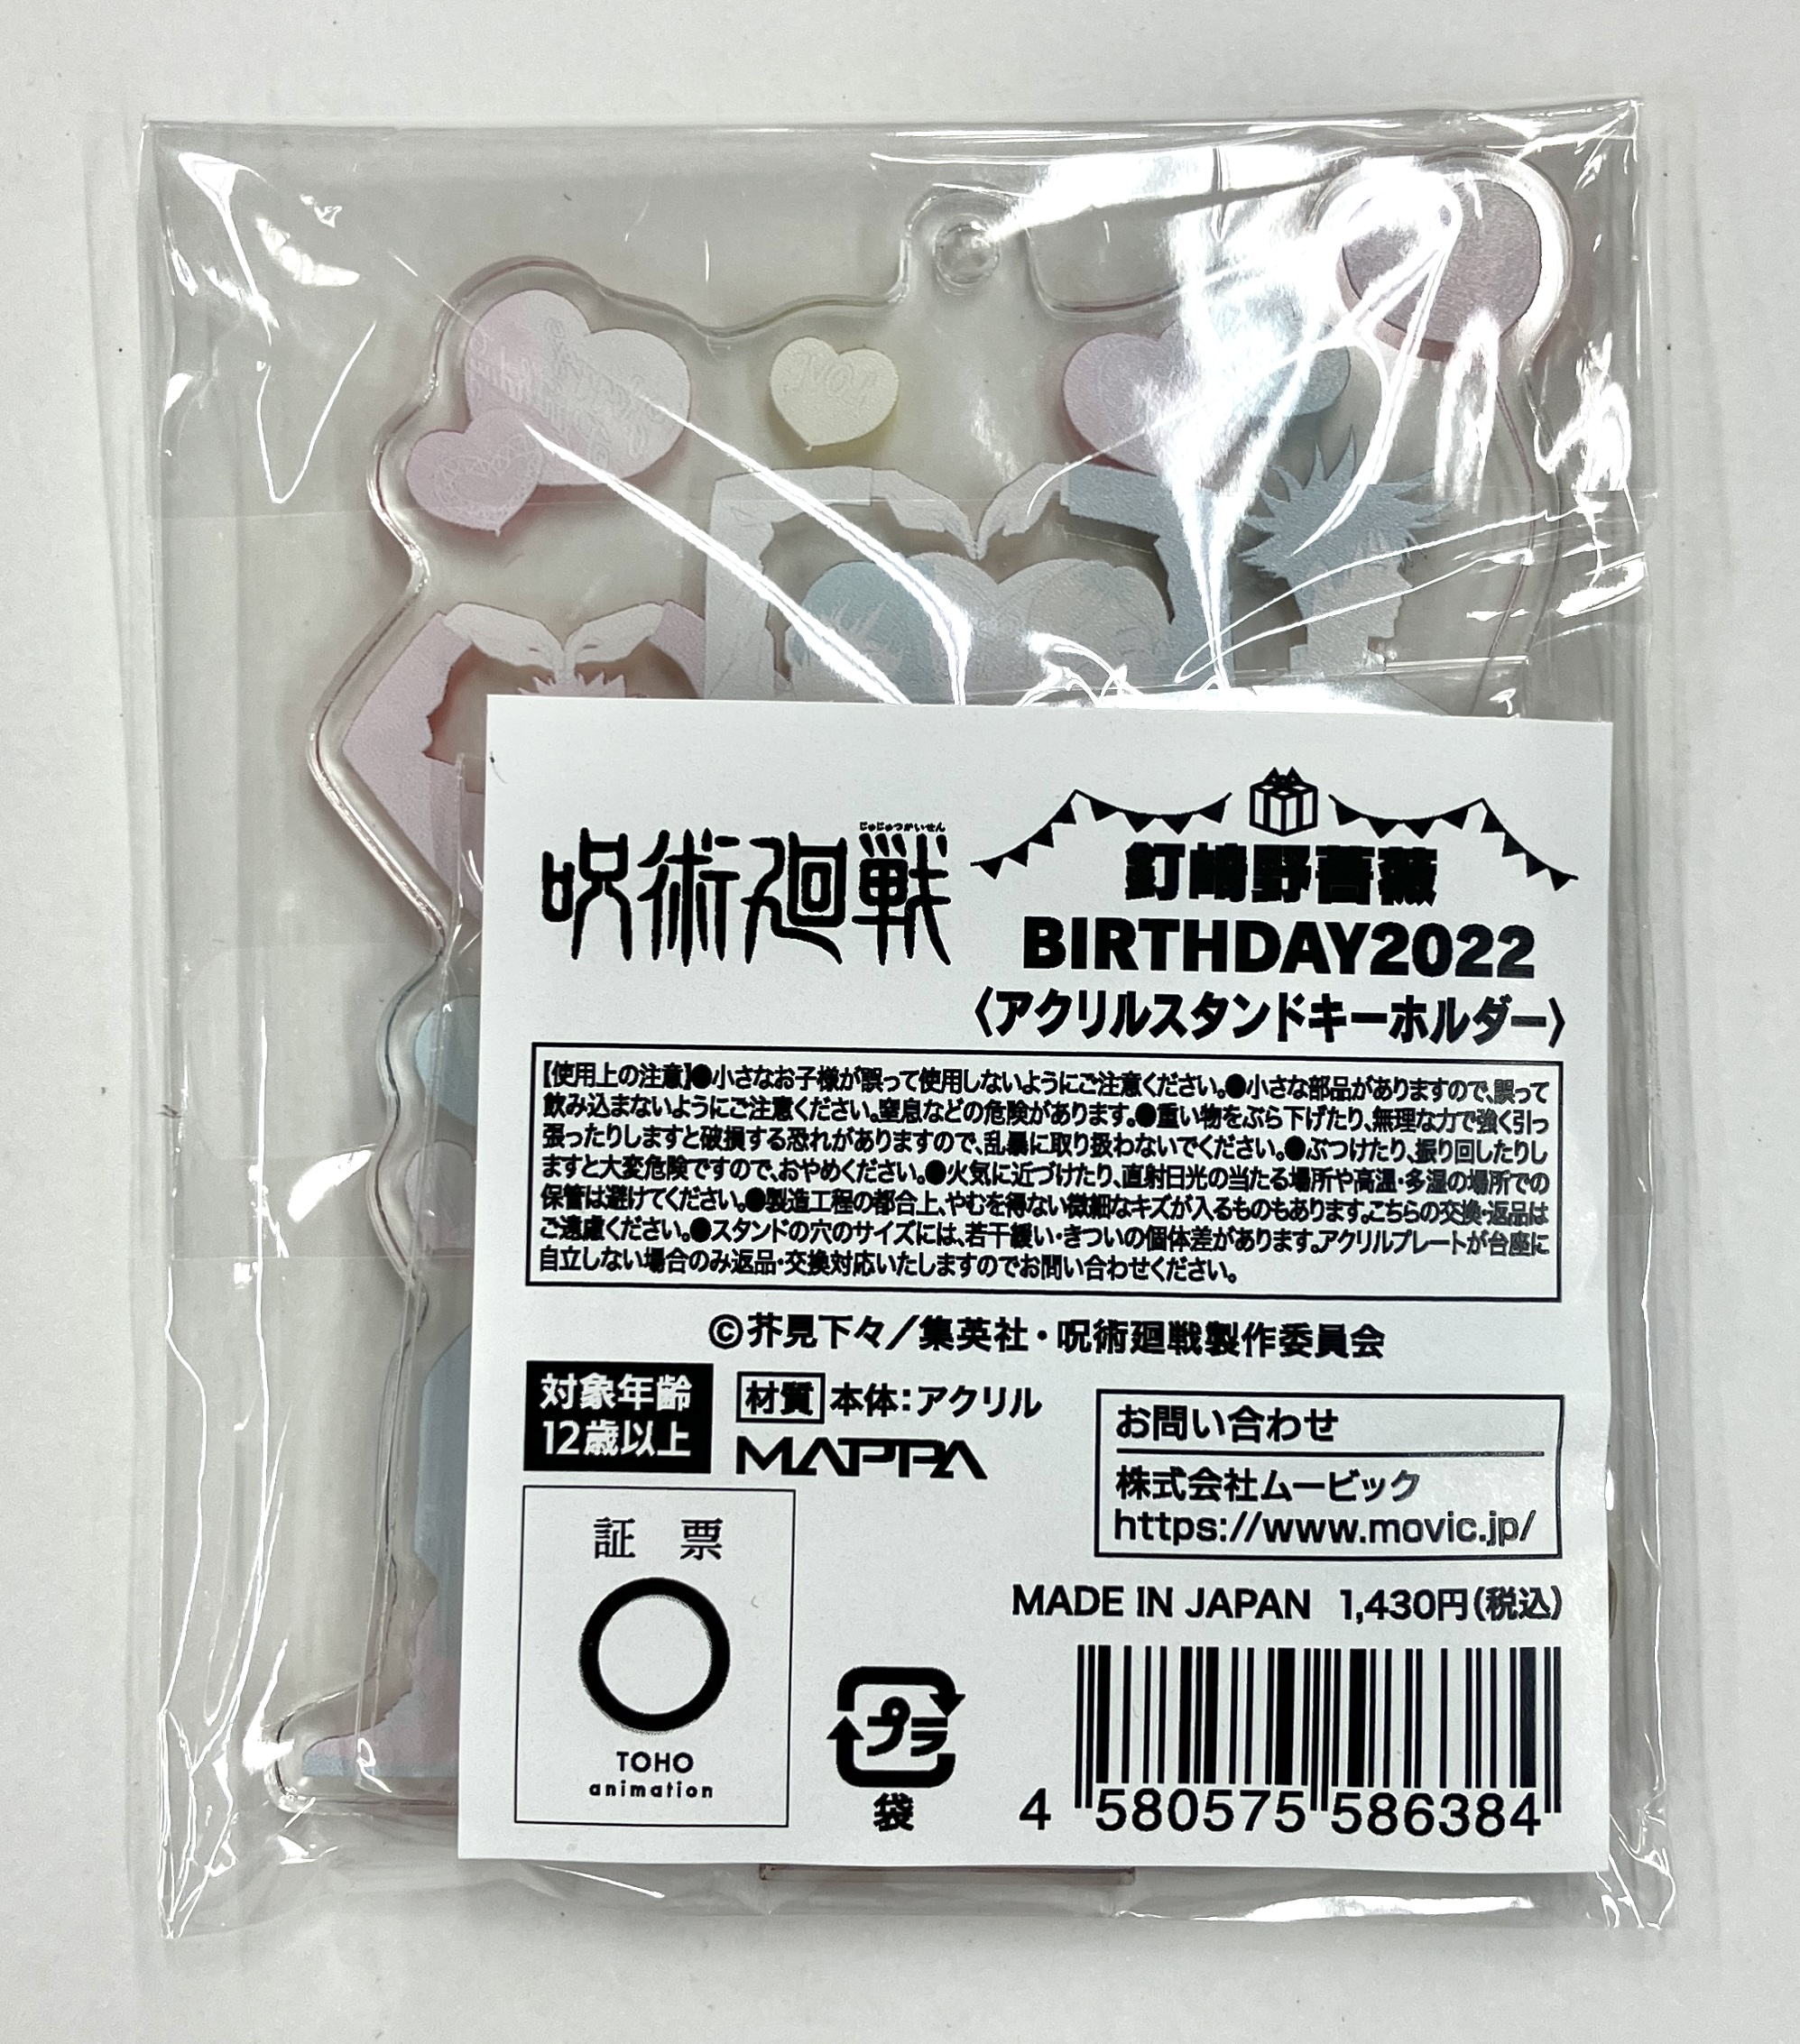 じゅじゅつかいせん
呪術廻戦
釘崎野薔薇
BIRTHDAY2022
〈アクリルスタンドキーホルダー〉
【使用上の注意】●小さなお子様が誤って使用しないようにご注意ください。●小さな部品がありますので、誤って
飲み込まないようにご注意ください。窒息などの危険があります。●重い物をぶら下げたり、無理な力で強く引っ
張ったりしますと破損する恐れがありますので、乱暴に取り扱わないでください。●ぶつけたり、振り回したりし
ますと大変危険ですので、おやめください。●火気に近づけたり、直射日光の当たる場所や高温・多湿の場所での
保管は避けてください。●製造工程の都合上、やむを得ない微細なキズが入るものもあります。こちらの交換・返品は
ご遠慮ください。●スタンドの穴のサイズには、若干緩い・きついの個体差があります。アクリルプレートが台座に
自立しない場合のみ返品・交換対応いたしますのでお問い合わせください。
©芥見下々／集英社・呪術廻戦製作委員会
対象年齢
12歳以上
材質 本体：アクリル
MAPPA
お問い合わせ
株式会社ムービック
https://www.movic.jp/
証 票
TOHO
animation
MADE IN JAPAN 1,430円(税込)
プラ
袋
4 580575 586384